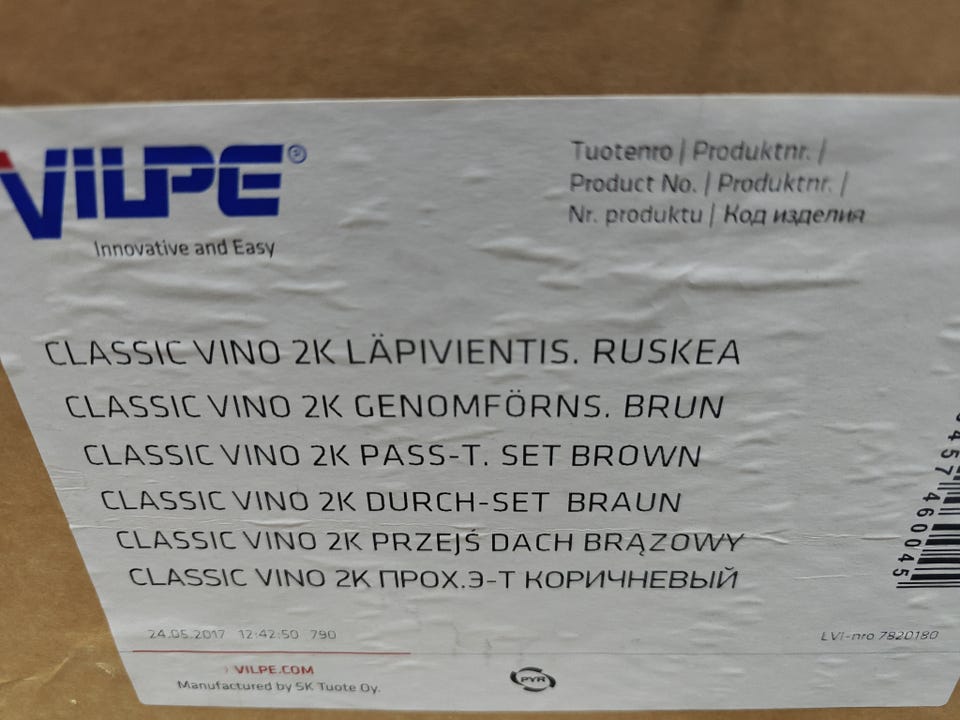 VILPE®
Innovative and Easy
Tuotenro | Produktnr. |
Product No. | Produktnr. |
Nr. produktu | Код изделия
CLASSIC VINO 2K LÄPIVIENTIS. RUSKEA
CLASSIC VINO 2K GENOMFÖRNS. BRUN
CLASSIC VINO 2K PASS-T. SET BROWN
CLASSIC VINO 2K DURCH-SET BRAUN
CLASSIC VINO 2K PRZEJŚ DACH BRĄZOWY
CLASSIC VINO 2K ПРОХ.Э-Т КОРИЧНЕВЫЙ
24.05.2017 12:42:50 790
LVI-nro 7820180
VILPE.COM
Manufactured by SK Tuote Oy.
PYR